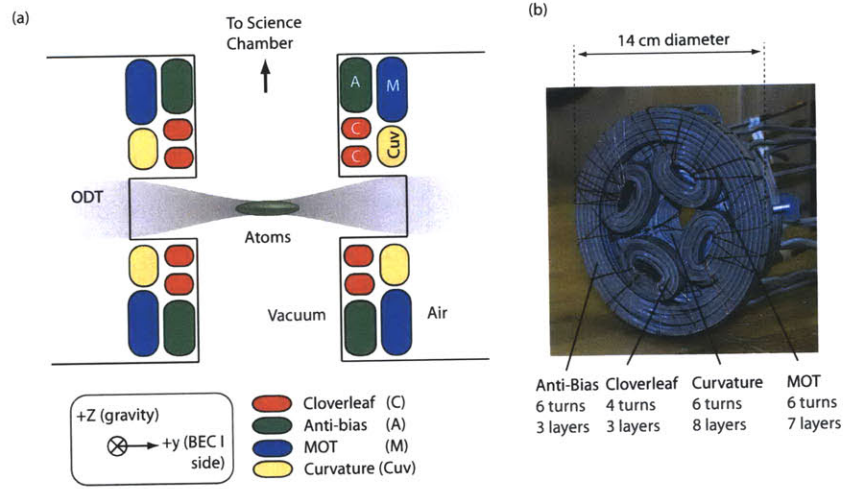 (a)
To Science
Chamber
A
M
C
C
Cuv
ODT
Atoms
Vacuum
Air
+Z (gravity)
+y (BEC I
side)
Cloverleaf (C)
Anti-bias (A)
MOT (M)
Curvature (Cuv)
(b)
14 cm diameter
Anti-Bias Cloverleaf Curvature MOT
6 turns 4 turns 6 turns 6 turns
3 layers 3 layers 8 layers 7 layers